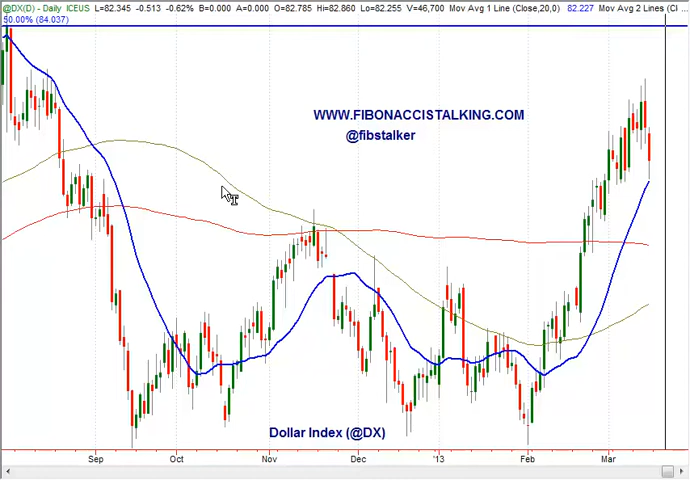 @DX(D) - Daily ICEUS L=82.345 -0.513 -0.62% B=0.000 A=0.000 O=82.785 Hi=82.860 Lo=82.255 V=46,700 Mov Avg 1 Line (Close,20,0) 82.227 Mov Avg 2 Lines (Cl ...
50.00% (84.037)
WWW.FIBONACCISTALKING.COM
@fibstalker
Dollar Index (@DX)
Sep Oct Nov Dec '13 Feb Mar